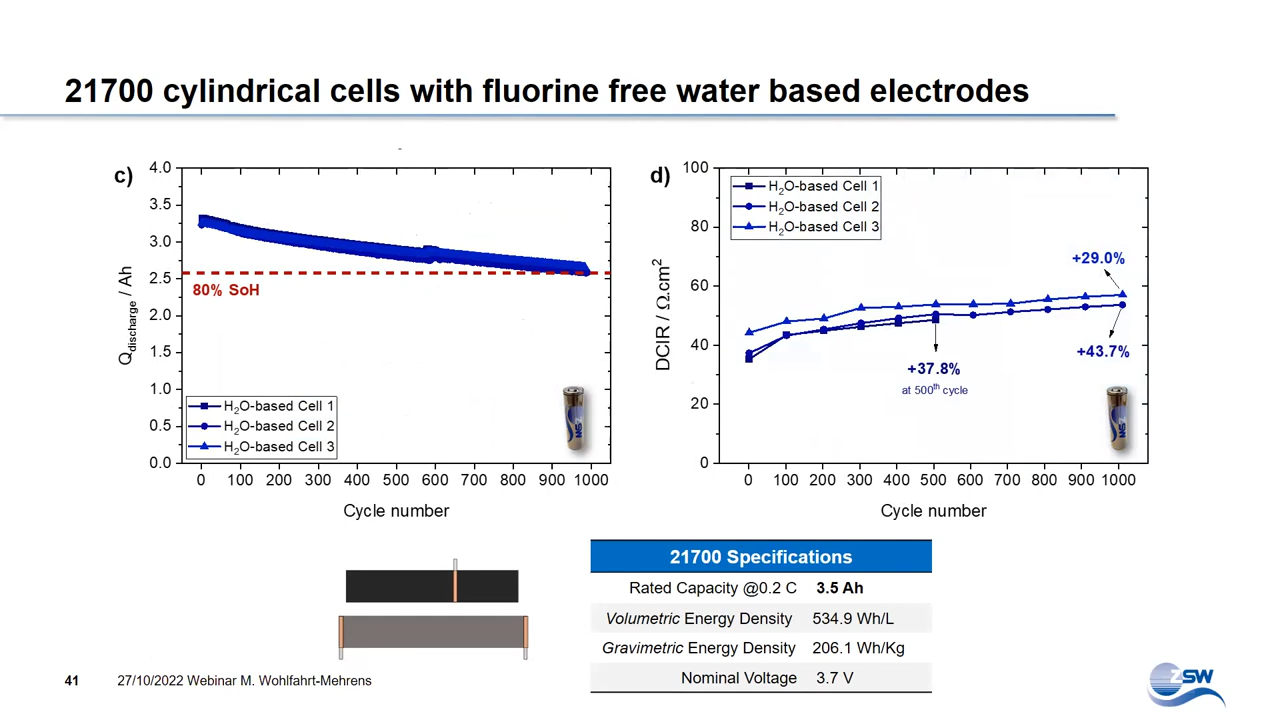 21700 cylindrical cells with fluorine free water based electrodes
c)
4.0
3.5
3.0
2.5
2.0
1.5
1.0
0.5
0.0
Q discharge / Ah
80% SoH
H2O-based Cell 1
H2O-based Cell 2
H2O-based Cell 3
0 100 200 300 400 500 600 700 800 900 1000
Cycle number
d)
100
80
60
40
20
0
DCIR / Ω.cm²
H2O-based Cell 1
H2O-based Cell 2
H2O-based Cell 3
+29.0%
+43.7%
+37.8%
at 500th cycle
0 100 200 300 400 500 600 700 800 900 1000
Cycle number
21700 Specifications
Rated Capacity @0.2 C 3.5 Ah
Volumetric Energy Density 534.9 Wh/L
Gravimetric Energy Density 206.1 Wh/Kg
Nominal Voltage 3.7 V
41 27/10/2022 Webinar M. Wohlfahrt-Mehrens
ZSW